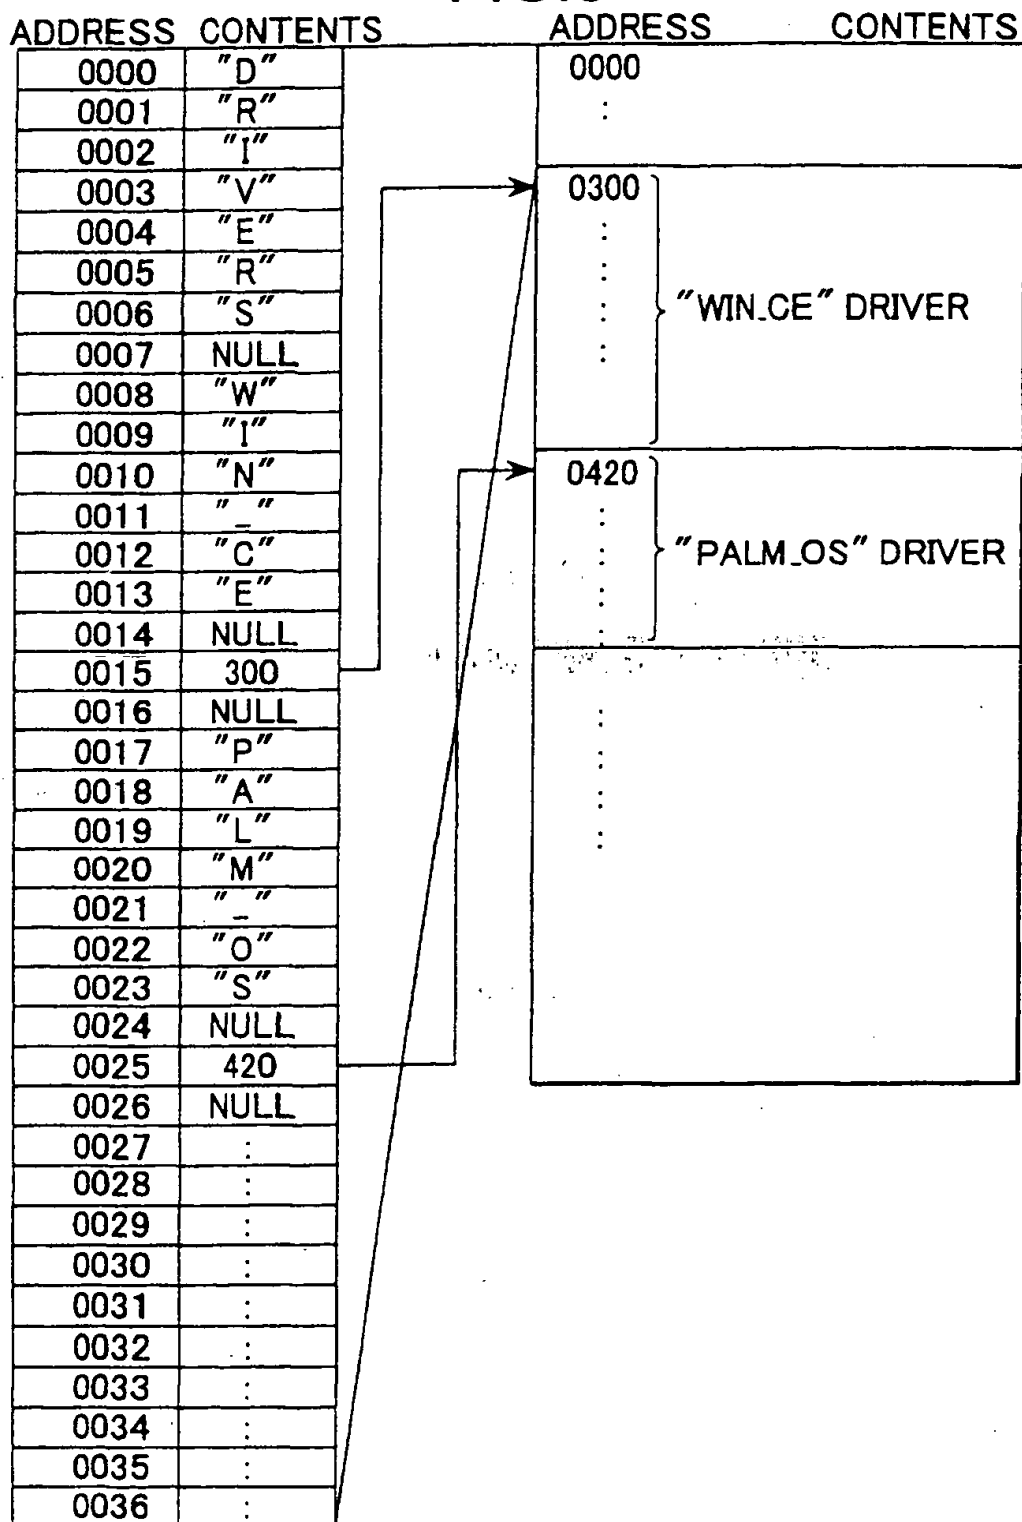 ADDRESS CONTENTS
0000 "D"
0001 "R"
0002 "I"
0003 "V"
0004 "E"
0005 "R"
0006 "S"
0007 NULL
0008 "W"
0009 "I"
0010 "N"
0011 "_"
0012 "C"
0013 "E"
0014 NULL
0015 300
0016 NULL
0017 "P"
0018 "A"
0019 "L"
0020 "M"
0021 "_"
0022 "O"
0023 "S"
0024 NULL
0025 420
0026 NULL
0027 :
0028 :
0029 :
0030 :
0031 :
0032 :
0033 :
0034 :
0035 :
0036 :
ADDRESS CONTENTS
0000
0300
"WIN_CE" DRIVER
0420
"PALM_OS" DRIVER